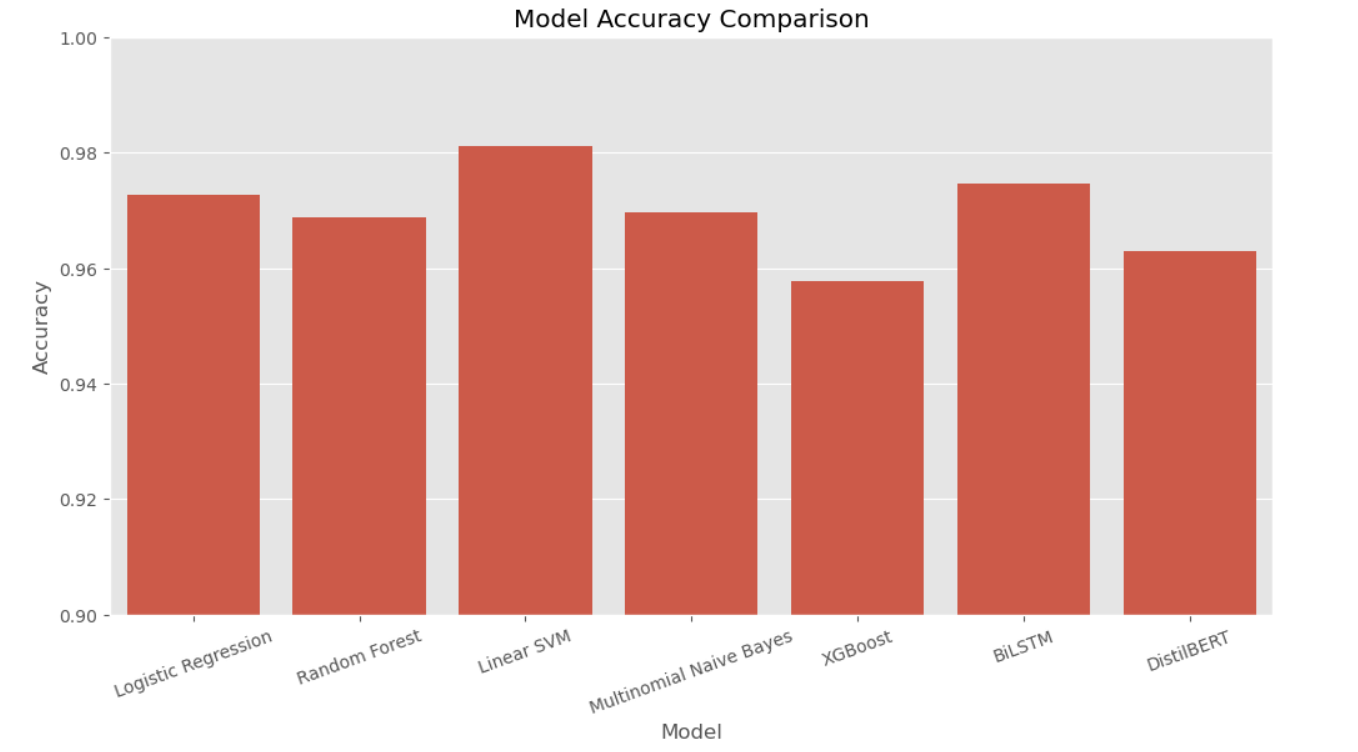 Model Accuracy Comparison
1.00
0.98
0.96
0.94
0.92
0.90
Accuracy
Logistic Regression
Random Forest
Linear SVM
Multinomial Naive Bayes
XGBoost
BiLSTM
DistilBERT
Model